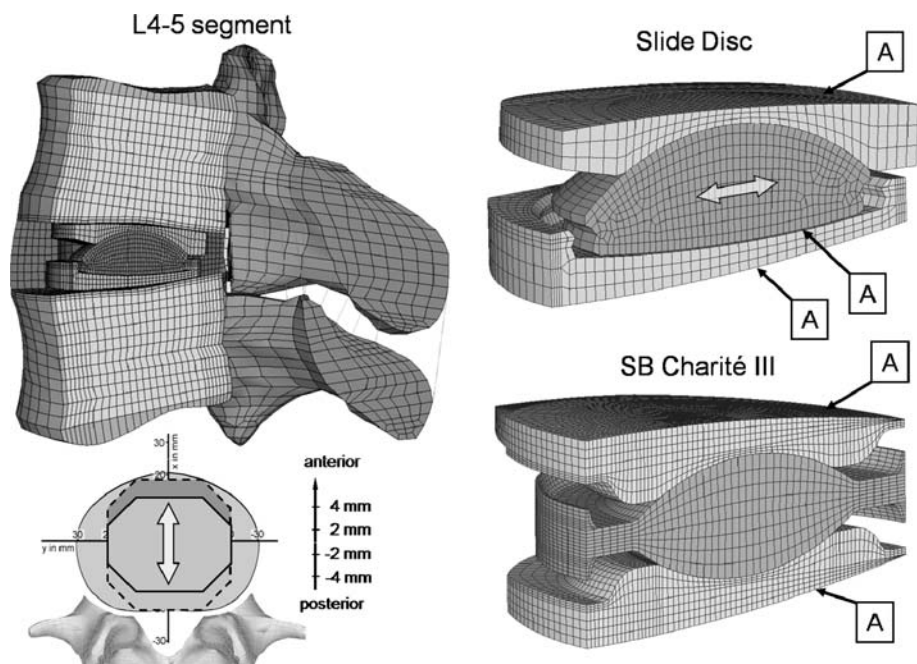 L4-5 segment
Slide Disc
A
A
A
SB Charité III
A
A
30
x in mm
20
anterior
4 mm
2 mm
-2 mm
-4 mm
posterior
30
y in mm
2
-30
-30